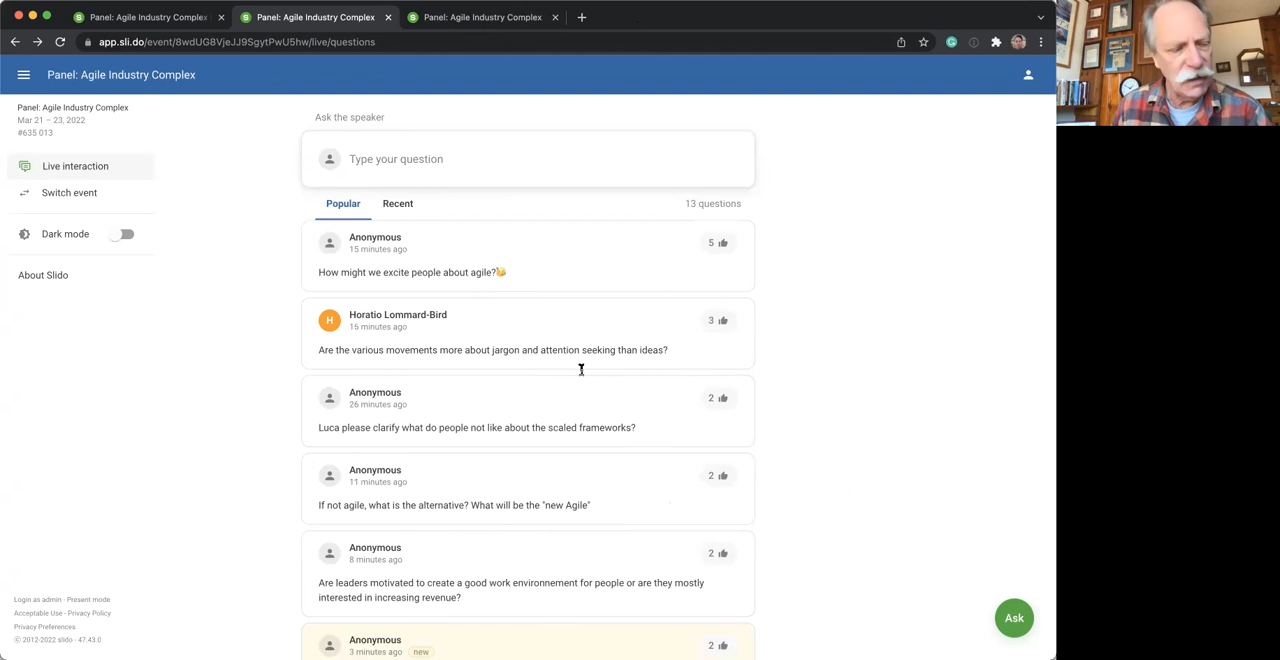 Panel: Agile Industry Complex
Panel: Agile Industry Complex
Panel: Agile Industry Complex
app.sli.do/event/8wdUG8VjeJJ9SgytPwU5hw/live/questions
Panel: Agile Industry Complex
Panel: Agile Industry Complex
Mar 21 – 23, 2022
#635 013
Live interaction
Switch event
Dark mode
About Slido
Ask the speaker
Type your question
Popular
Recent
13 questions
Anonymous
15 minutes ago
5
How might we excite people about agile?
H
Horatio Lommard-Bird
15 minutes ago
3
Are the various movements more about jargon and attention seeking than ideas?
Anonymous
26 minutes ago
2
Luca please clarify what do people not like about the scaled frameworks?
Anonymous
11 minutes ago
2
If not agile, what is the alternative? What will be the "new Agile"
Anonymous
8 minutes ago
2
Are leaders motivated to create a good work environnement for people or are they mostly
interested in increasing revenue?
Anonymous
3 minutes ago
new
2
Login as admin - Present mode
Acceptable Use - Privacy Policy
Privacy Preferences
© 2012-2022 slido - 47.43.0
Ask